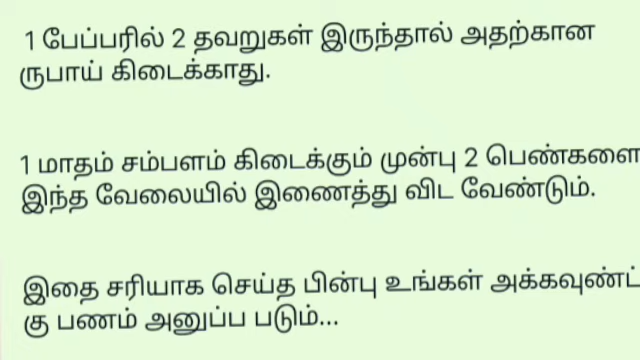 1 பேப்பரில் 2 தவறுகள் இருந்தால் அதற்கான
ருபாய் கிடைக்காது.
1 மாதம் சம்பளம் கிடைக்கும் முன்பு 2 பெண்களை
இந்த வேலையில் இணைத்து விட வேண்டும்.
இதை சரியாக செய்த பின்பு உங்கள் அக்கவுண்ட்
கு பணம் அனுப்ப படும்...